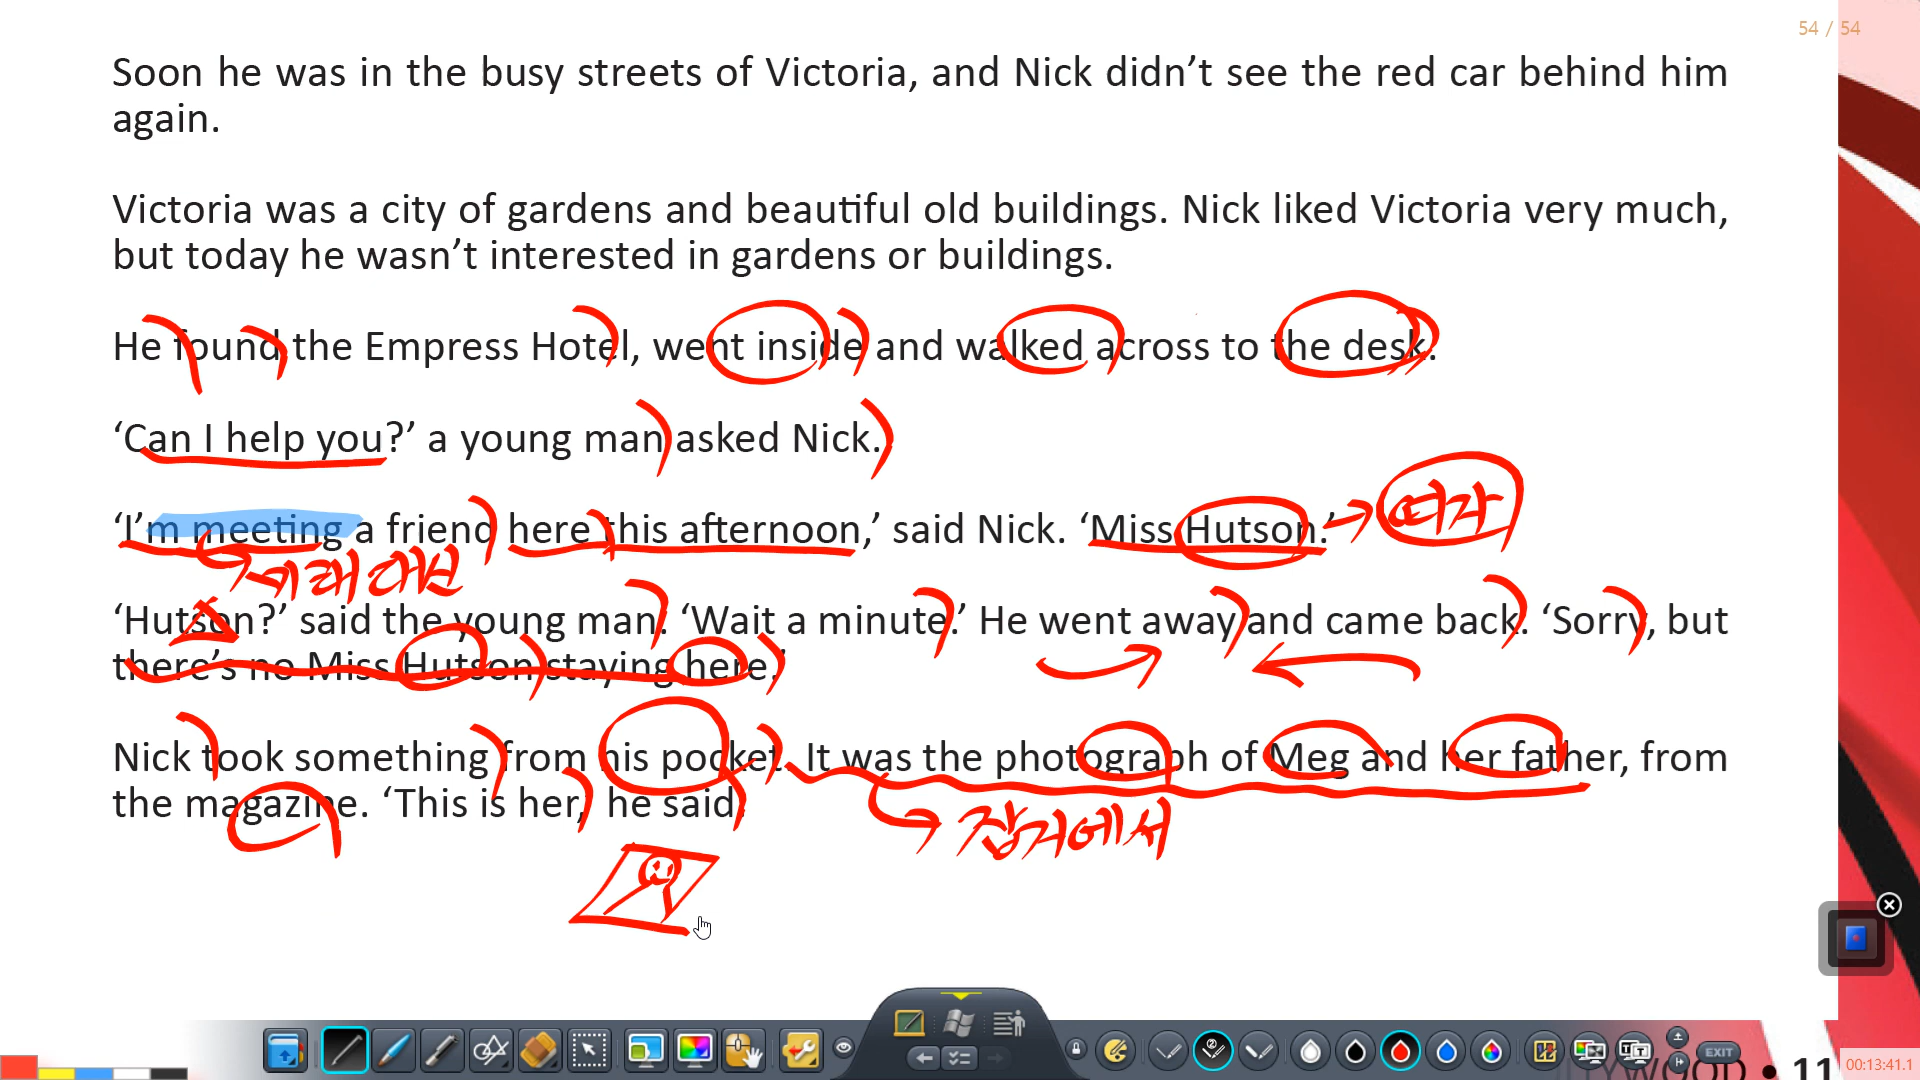 54 / 54
Soon he was in the busy streets of Victoria, and Nick didn’t see the red car behind him
again.
Victoria was a city of gardens and beautiful old buildings. Nick liked Victoria very much,
but today he wasn’t interested in gardens or buildings.
He found the Empress Hotel, went inside and walked across to the desk.
‘Can I help you?’ a young man asked Nick.
‘I’m meeting a friend here this afternoon,’ said Nick. ‘Miss Hutson.’ → 여자
미래 대신
‘Hutson?’ said the young man. ‘Wait a minute.’ He went away and came back. ‘Sorry, but
there’s no Miss Hutson staying here.’
Nick took something from his pocket. It was the photograph of Meg and her father, from
the magazine. ‘This is her,’ he said.
잡지에서
EXIT
• 11
00:13:41.1